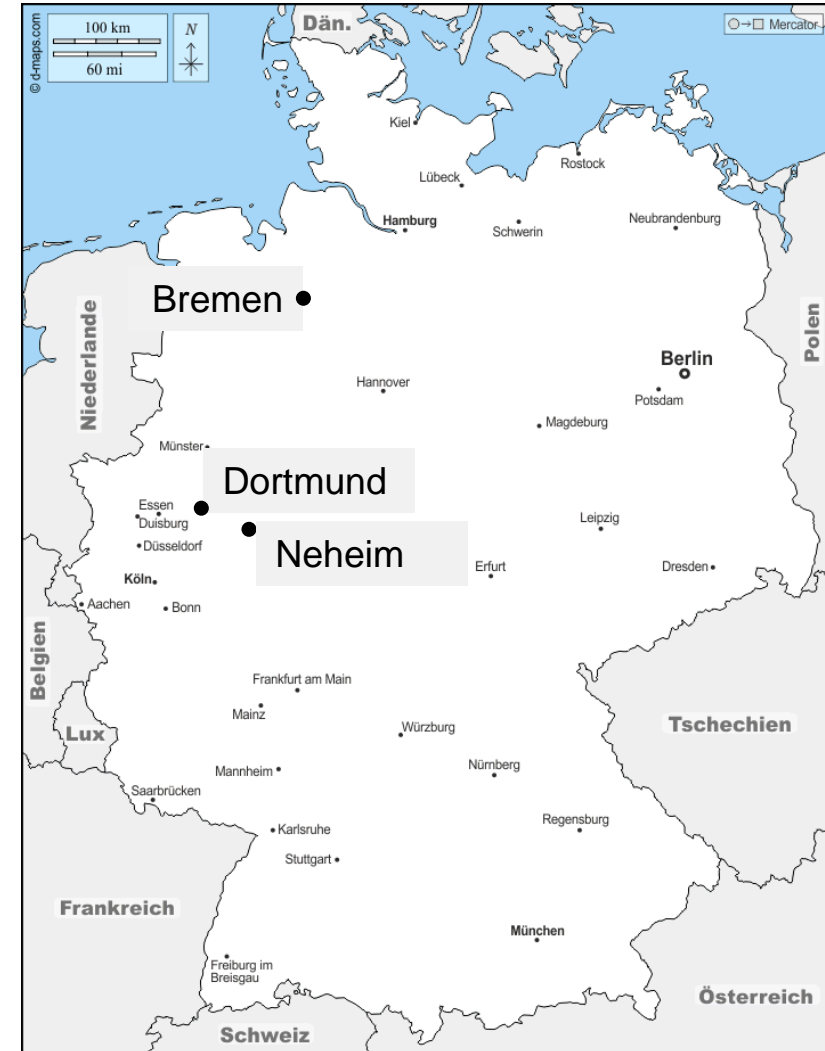 © d-maps.com
100 km
60 mi
N
Dän.
Mercator
Kiel
Rostock
Lübeck
Hamburg
Schwerin
Neubrandenburg
Bremen
Niederlande
Polen
Berlin
Hannover
Potsdam
Magdeburg
Münster
Dortmund
Essen
Duisburg
Leipzig
Neheim
Düsseldorf
Erfurt
Dresden
Köln
Aachen
Bonn
Belgien
Frankfurt am Main
Mainz
Lux
Würzburg
Tschechien
Mannheim
Nürnberg
Saarbrücken
Karlsruhe
Regensburg
Stuttgart
Frankreich
München
Freiburg im
Breisgau
Österreich
Schweiz